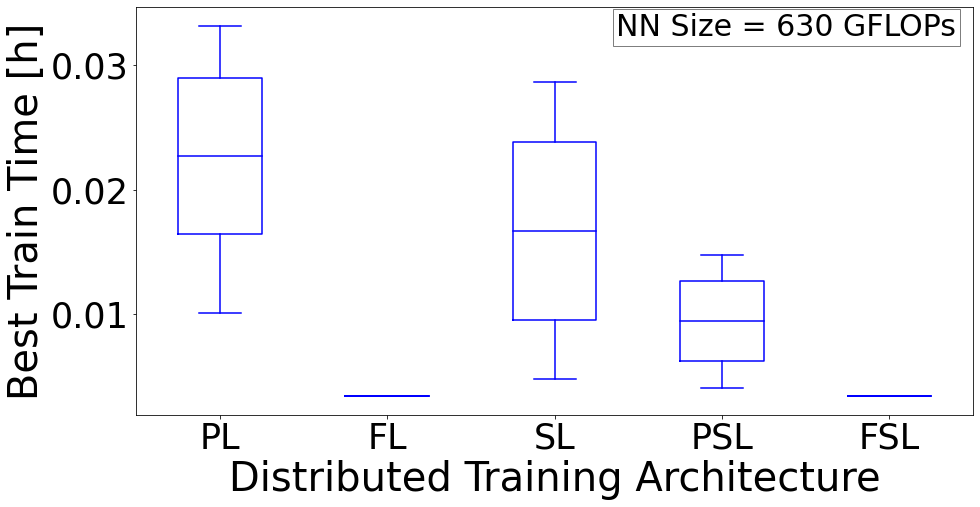 NN Size = 630 GFLOPs
Best Train Time [h]
0.03
0.02
0.01
PL FL SL PSL FSL
Distributed Training Architecture